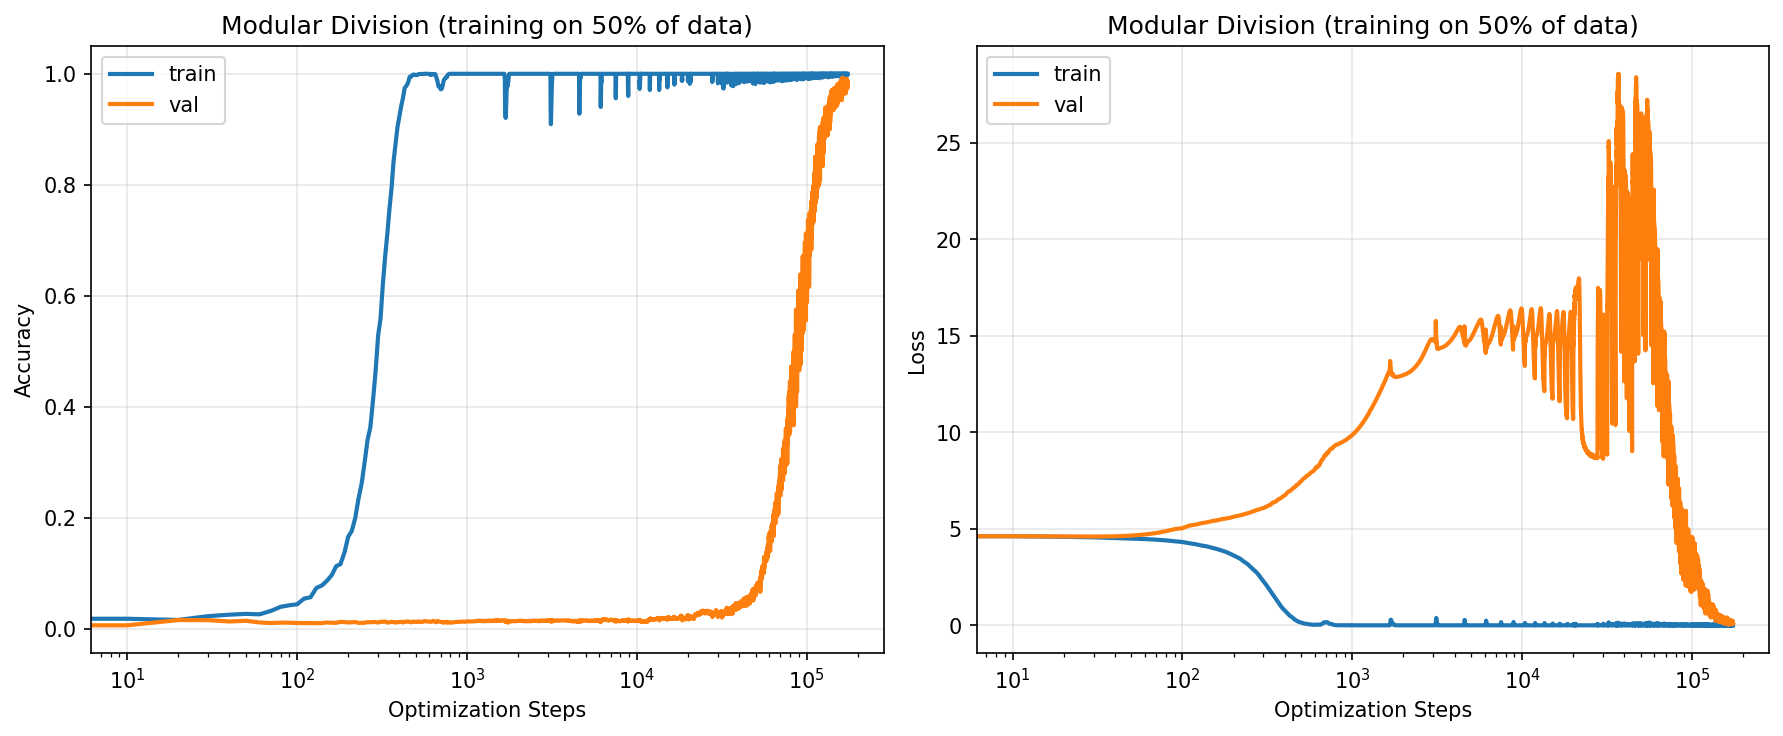 Modular Division (training on 50% of data)
train
val
1.0
0.8
0.6
0.4
0.2
0.0
Accuracy
10¹
10²
10³
10⁴
10⁵
Optimization Steps
Modular Division (training on 50% of data)
train
val
25
20
15
10
5
0
Loss
10¹
10²
10³
10⁴
10⁵
Optimization Steps